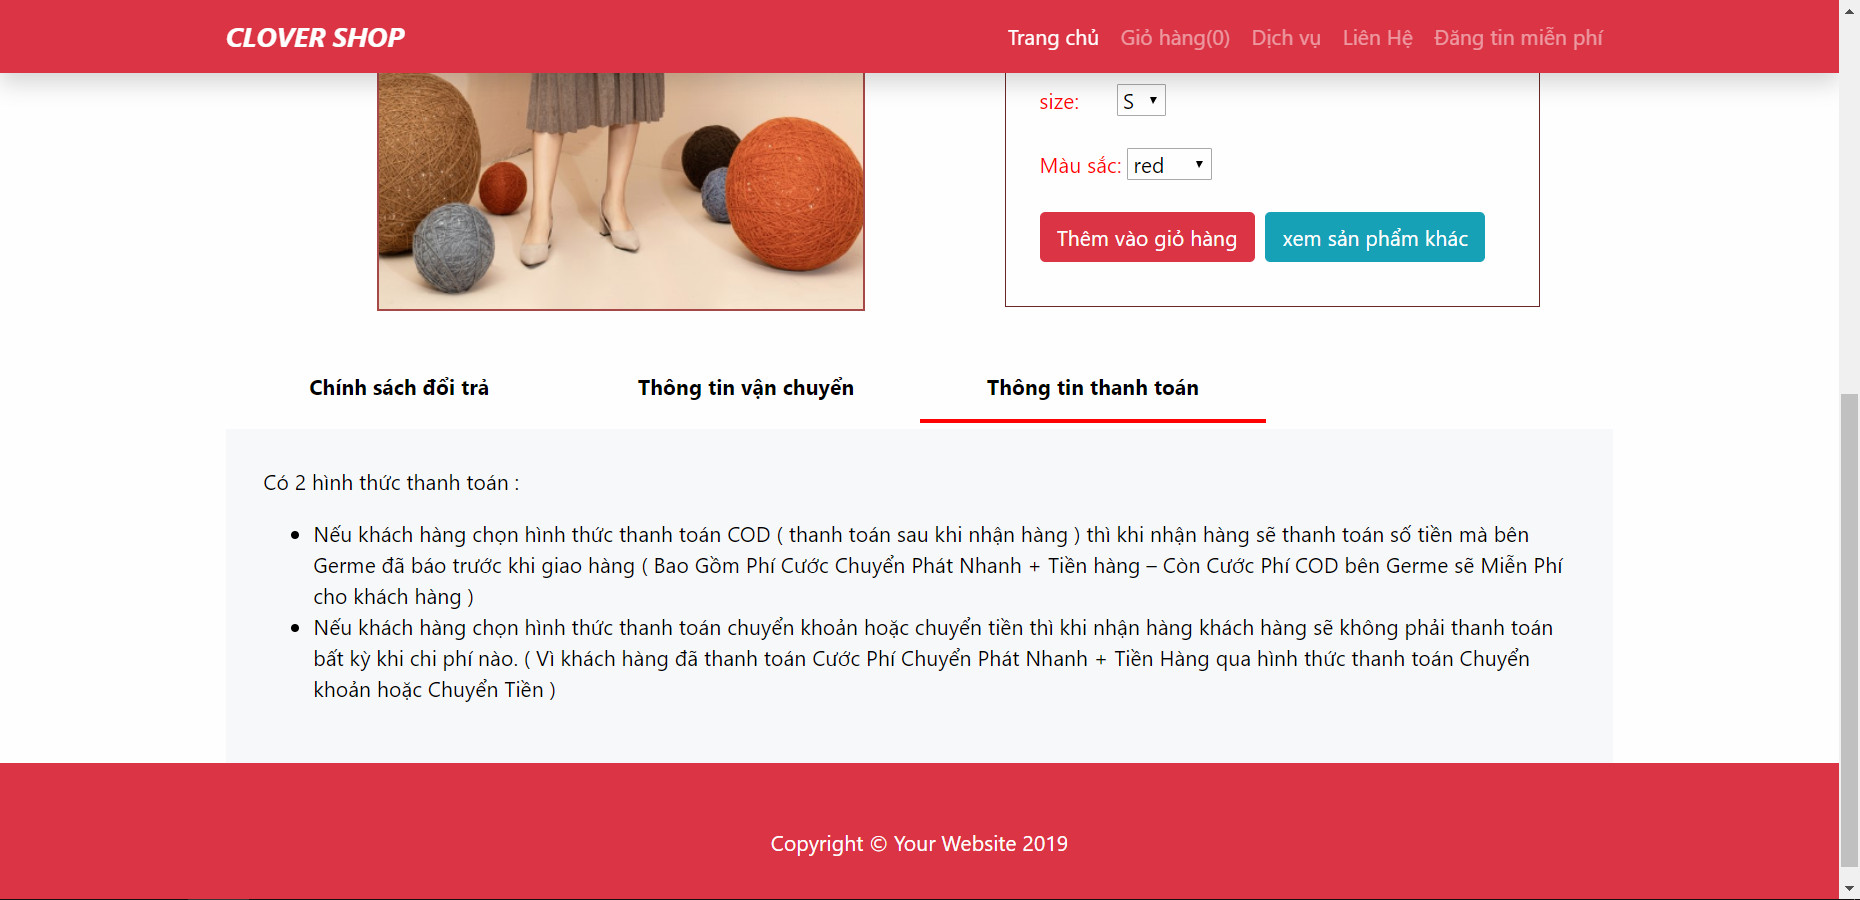 CLOVER SHOP
Trang chủ Giỏ hàng(0) Dịch vụ Liên Hệ Đăng tin miễn phí
size: S
Màu sắc: red
Thêm vào giỏ hàng xem sản phẩm khác
Chính sách đổi trả Thông tin vận chuyển Thông tin thanh toán
Có 2 hình thức thanh toán :
Nếu khách hàng chọn hình thức thanh toán COD ( thanh toán sau khi nhận hàng ) thì khi nhận hàng sẽ thanh toán số tiền mà bên
Germe đã báo trước khi giao hàng ( Bao Gồm Phí Cước Chuyển Phát Nhanh + Tiền hàng – Còn Cước Phí COD bên Germe sẽ Miễn Phí
cho khách hàng )
Nếu khách hàng chọn hình thức thanh toán chuyển khoản hoặc chuyển tiền thì khi nhận hàng khách hàng sẽ không phải thanh toán
bất kỳ khi chi phí nào. ( Vì khách hàng đã thanh toán Cước Phí Chuyển Phát Nhanh + Tiền Hàng qua hình thức thanh toán Chuyển
khoản hoặc Chuyển Tiền )
Copyright © Your Website 2019